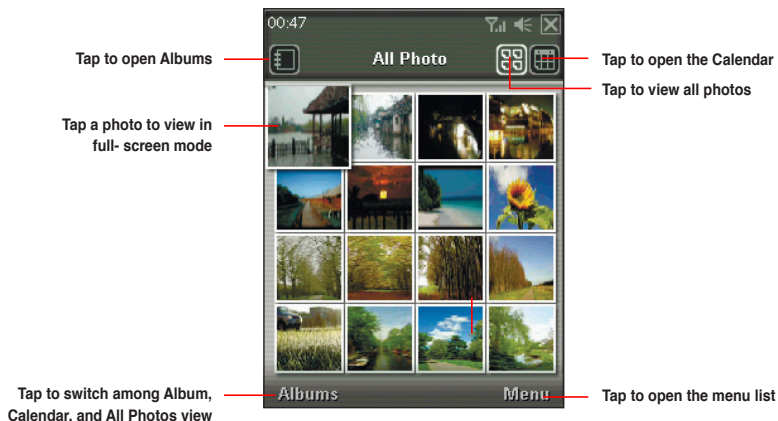 00:47
Tap to open Albums
All Photo
Tap to open the Calendar
Tap to view all photos
Tap a photo to view in
full- screen mode
Albums
Menu
Tap to switch among Album,
Calendar, and All Photos view
Tap to open the menu list